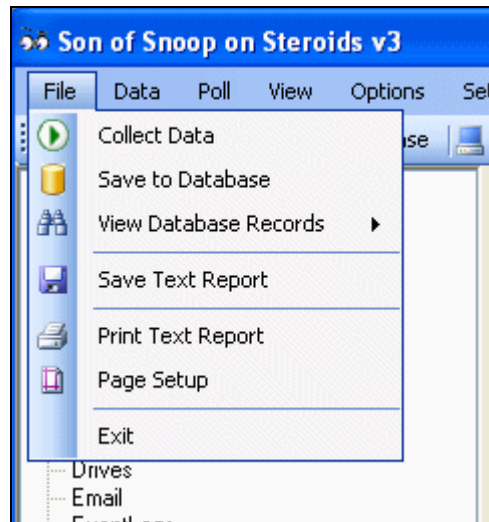 Son of Snoop on Steroids v3
File Data Poll View Options
Collect Data
Save to Database
View Database Records
Save Text Report
Print Text Report
Page Setup
Exit
Drives
Email